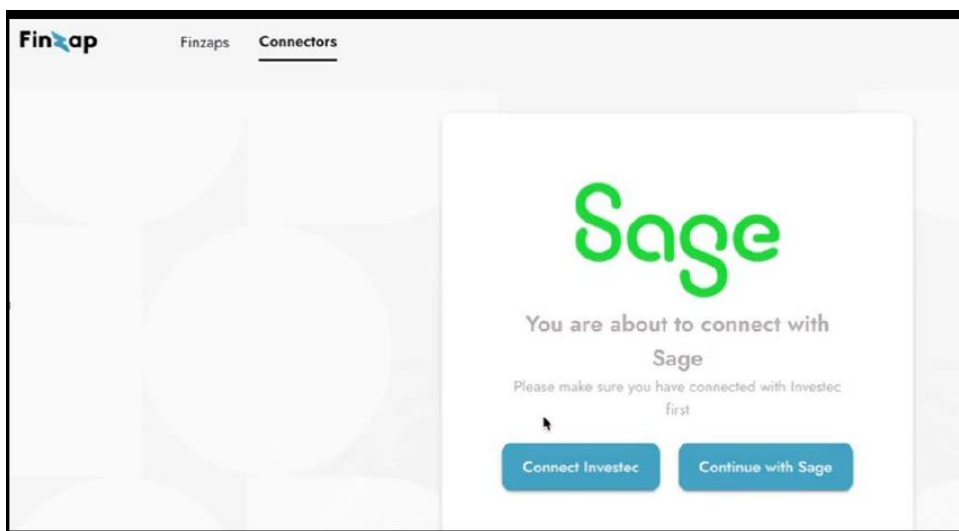 Finzap
Finzaps
Connectors
Sage
You are about to connect with
Sage
Please make sure you have connected with Investec
first
Connect Investec
Continue with Sage